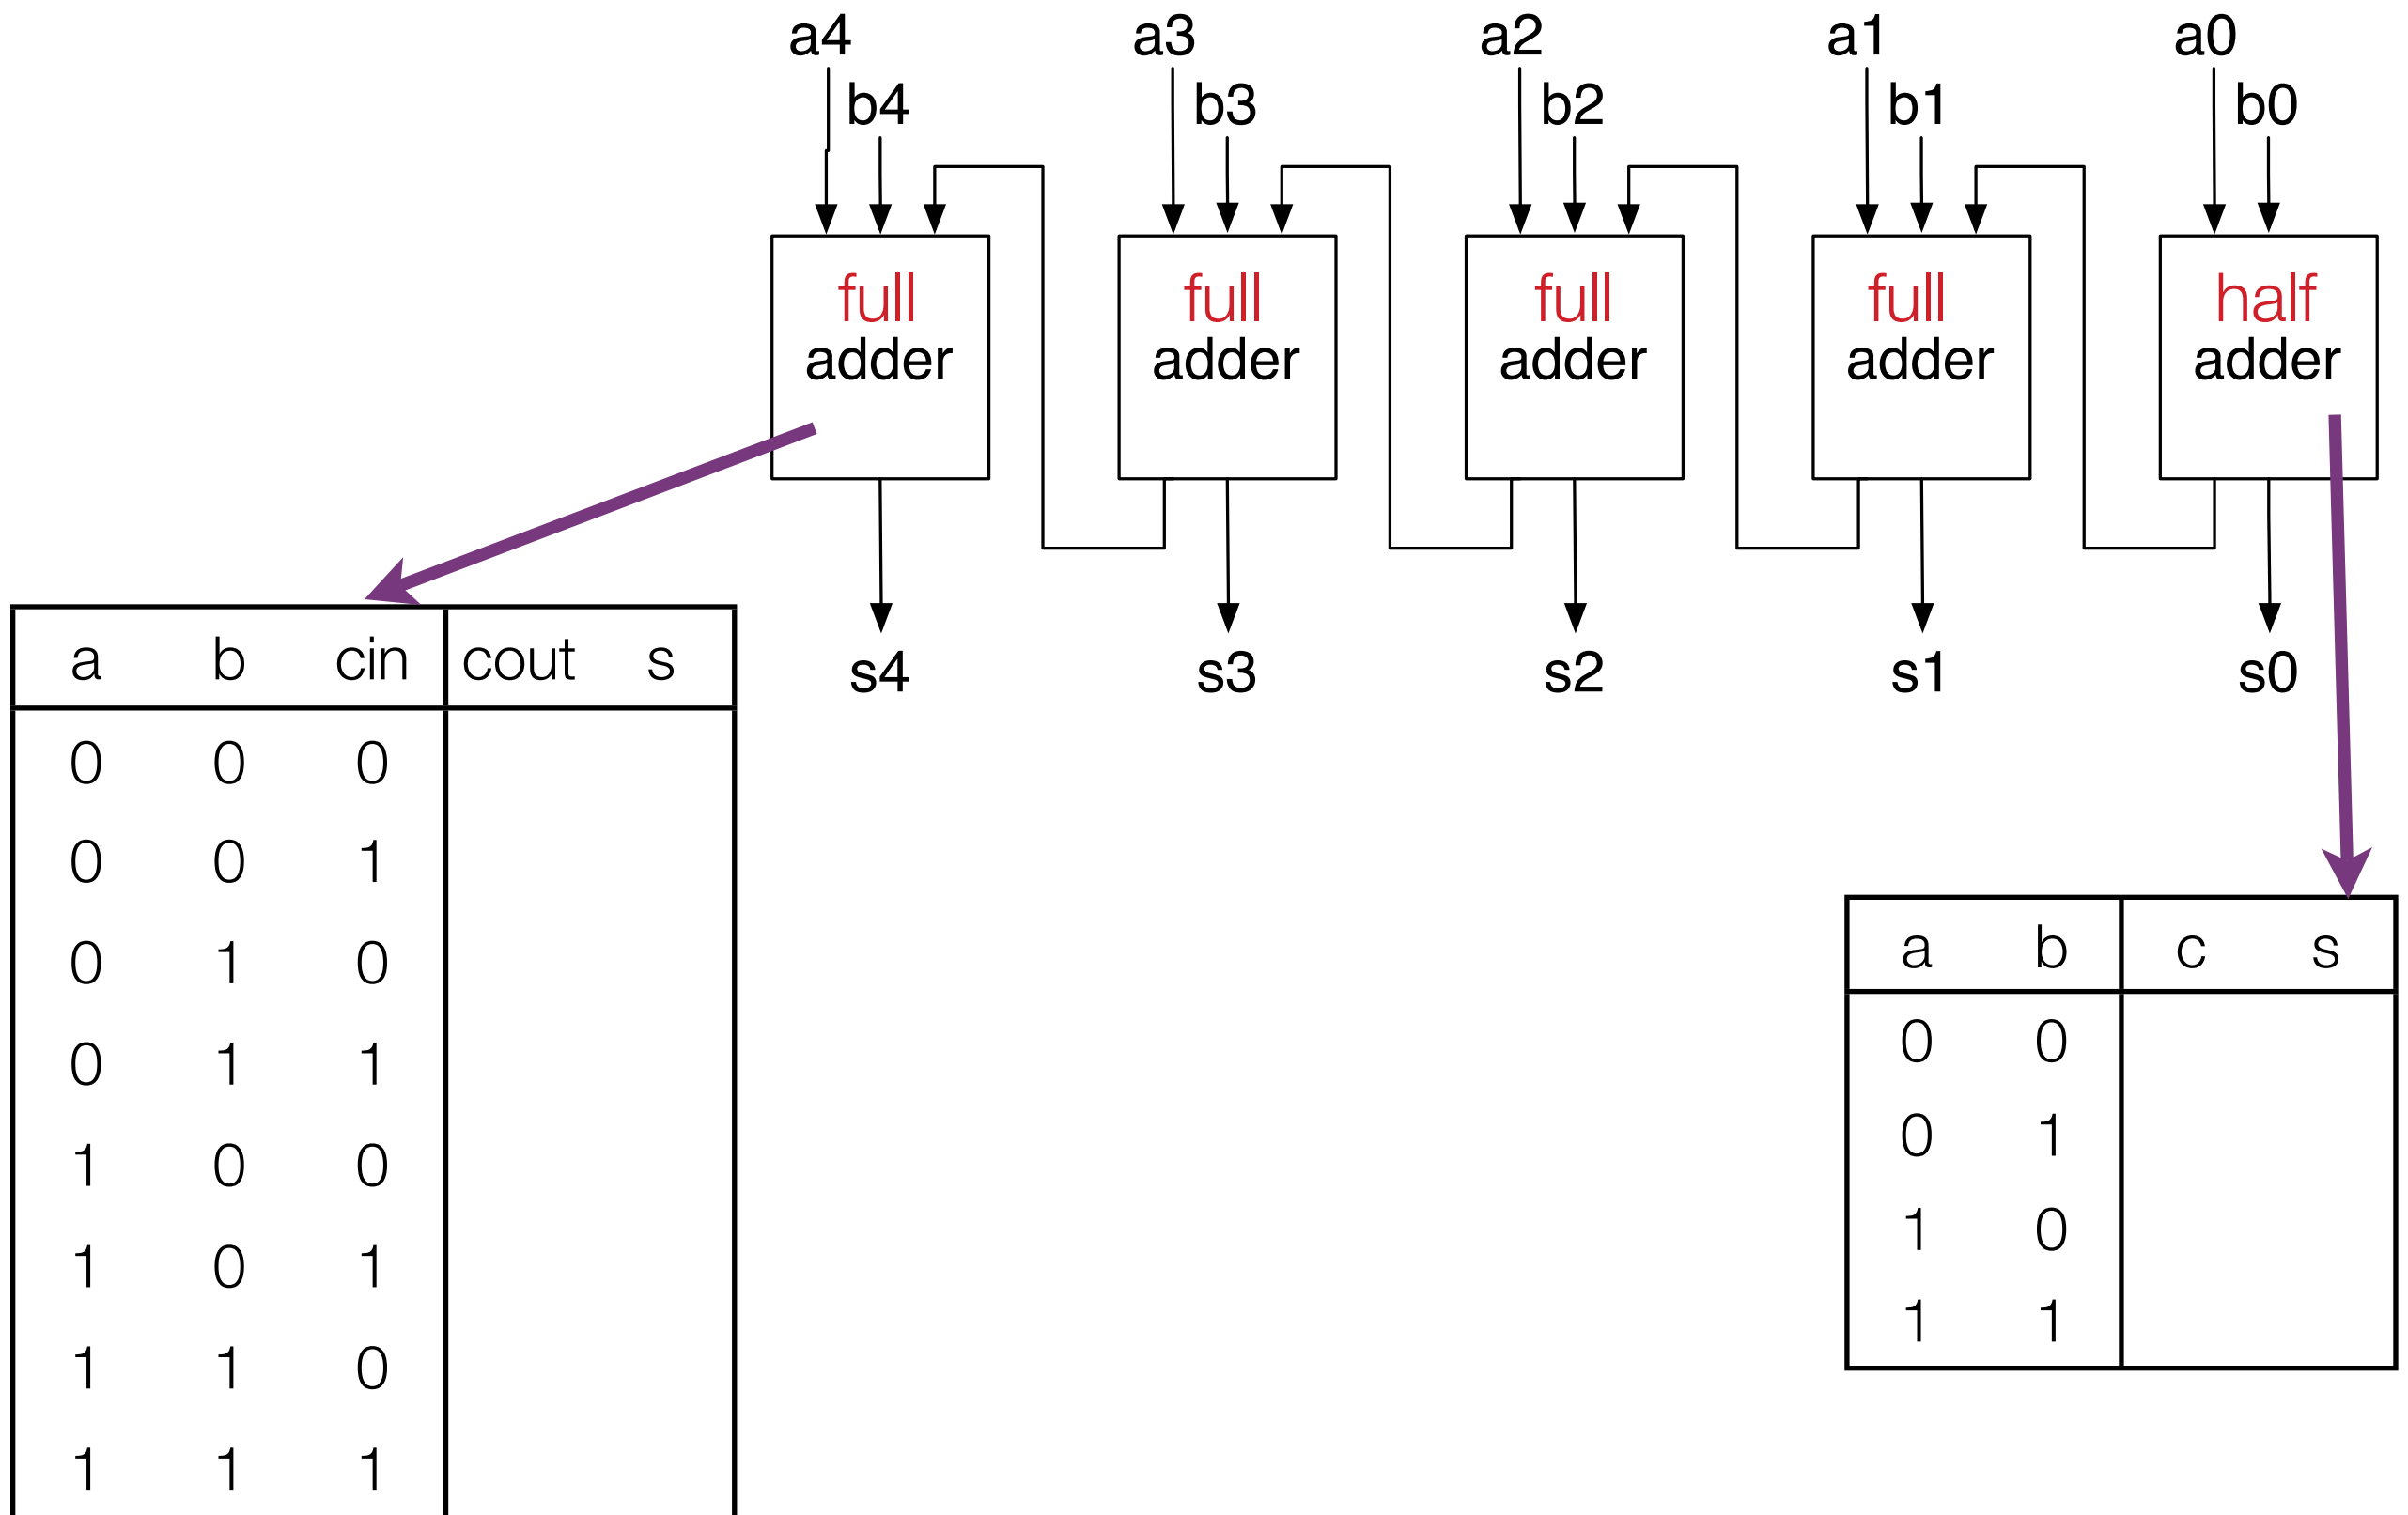 a4 a3 a2 a1 a0
b4 b3 b2 b1 b0
full full full full half
adder adder adder adder adder
s4 s3 s2 s1 s0
a b cin cout s
0 0 0
0 0 1
0 1 0
0 1 1
1 0 0
1 0 1
1 1 0
1 1 1
a b c s
0 0
0 1
1 0
1 1